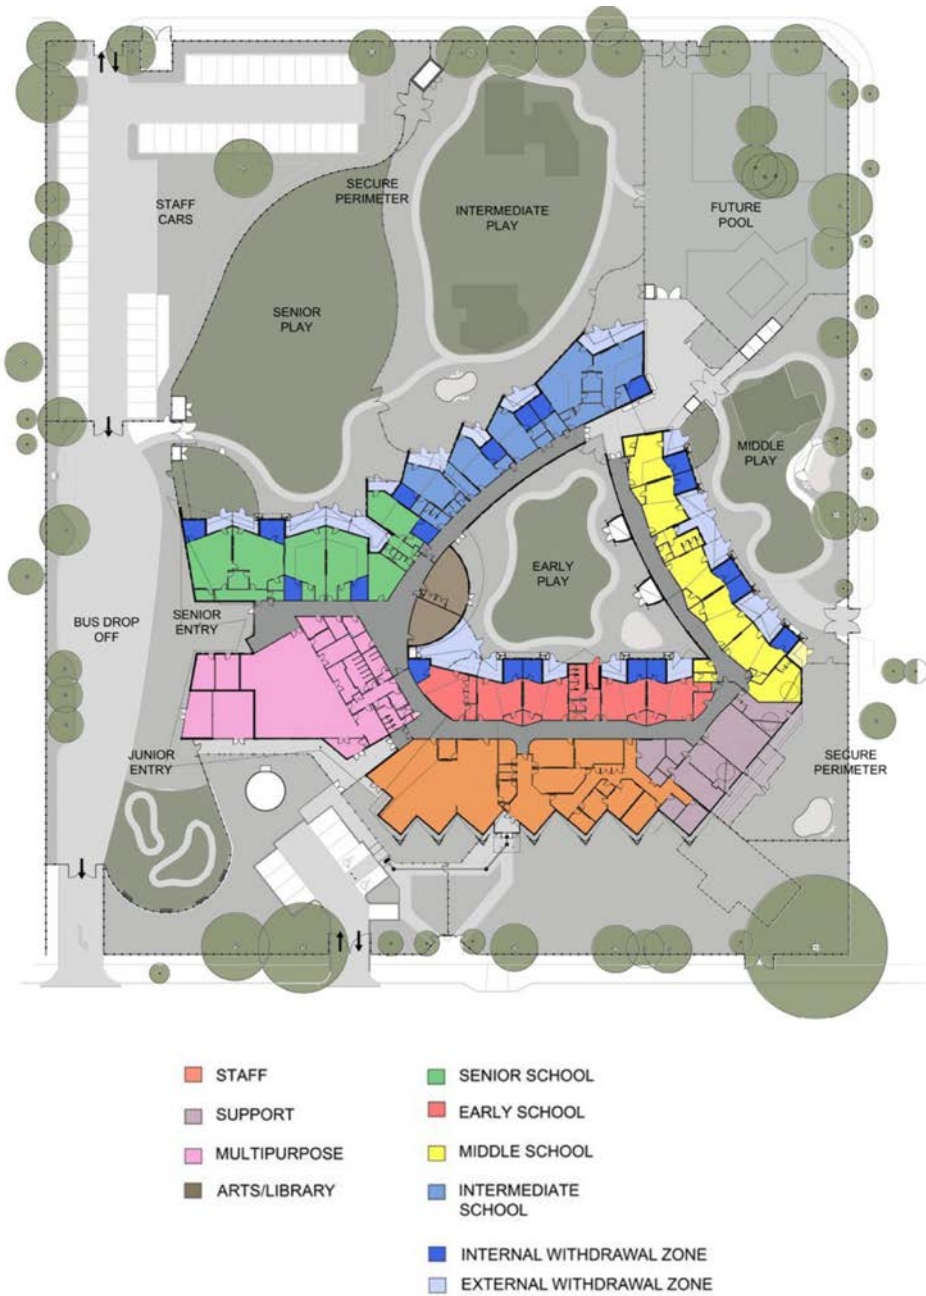 SECURE
PERIMETER
STAFF
CARS
INTERMEDIATE
PLAY
FUTURE
POOL
SENIOR
PLAY
MIDDLE
PLAY
EARLY
PLAY
BUS DROP
OFF
SENIOR
ENTRY
JUNIOR
ENTRY
SECURE
PERIMETER
STAFF
SUPPORT
MULTIPURPOSE
ARTS/LIBRARY
SENIOR SCHOOL
EARLY SCHOOL
MIDDLE SCHOOL
INTERMEDIATE
SCHOOL
INTERNAL WITHDRAWAL ZONE
EXTERNAL WITHDRAWAL ZONE